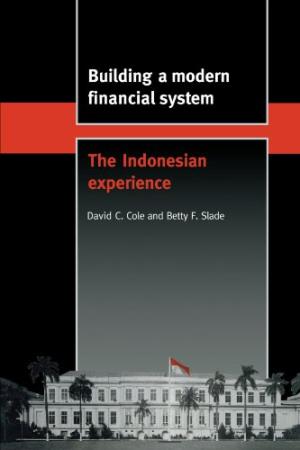 Building a modern
financial system
The Indonesian
experience
David C. Cole and Betty F. Slade